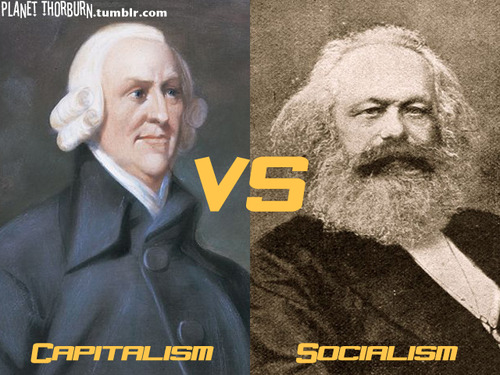 PLANET THORBURN.tumblr.com
VS
CAPITALISM
SOCIALISM